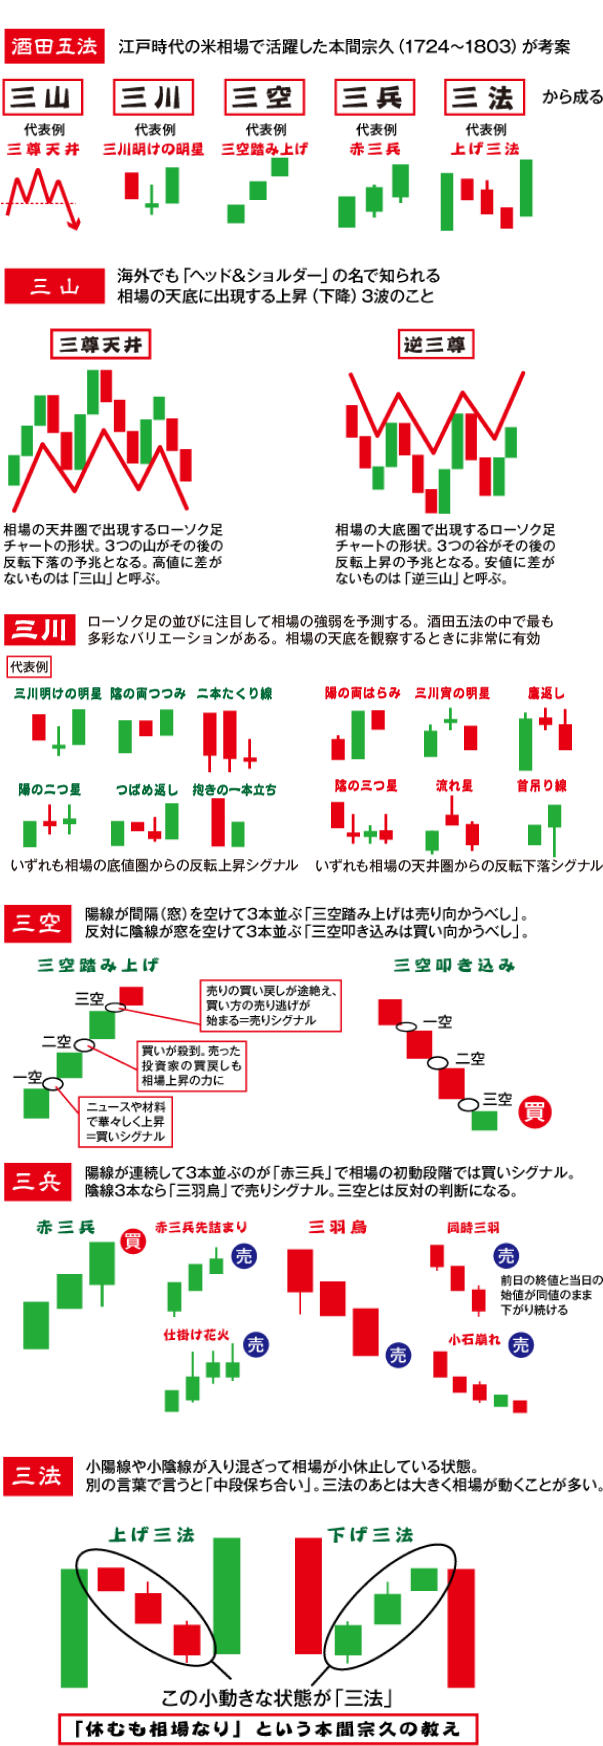 酒田五法 江戸時代の米相場で活躍した本間宗久（1724～1803）が考案
三山 三川 三空 三兵 三法 から成る
代表例 代表例 代表例 代表例 代表例
三尊天井 三川明けの明星 三空踏み上げ 赤三兵 上げ三法
三山
海外でも「ヘッド&ショルダー」の名で知られる
相場の天底に出現する上昇（下降）3波のこと
三尊天井
相場の天井圏で出現するローソク足
チャートの形状。3つの山がその後の
反転下落の予兆となる。高値に差が
ないものは「三山」と呼ぶ。
逆三尊
相場の大底圏で出現するローソク足
チャートの形状。3つの谷がその後の
反転上昇の予兆となる。安値に差が
ないものは「逆三山」と呼ぶ。
三川
ローソク足の並びに注目して相場の強弱を予測する。酒田五法の中で最も
多彩なバリエーションがある。相場の天底を観察するときに非常に有効
代表例
三川明けの明星 陰の両つつみ 二本たくり線
陽の二つ星 つばめ返し 抱きの一本立ち
いずれも相場の底値圏からの反転上昇シグナル
陽の両はらみ 三川宵の明星 鷹返し
陰の三つ星 流れ星 首吊り線
いずれも相場の天井圏からの反転下落シグナル
三空
陽線が間隔（窓）を空けて3本並ぶ「三空踏み上げは売り向かうべし」。
反対に陰線が窓を空けて3本並ぶ「三空叩き込みは買い向かうべし」。
三空踏み上げ
三空
売りの買い戻しが途絶え、
買い方の売り逃げが
始まる＝売りシグナル
二空
買いが殺到。売った
投資家の買戻しも
相場上昇の力に
一空
ニュースや材料
で華々しく上昇
＝買いシグナル
三空叩き込み
一空
二空
三空
買
三兵
陽線が連続して3本並ぶのが「赤三兵」で相場の初動段階では買いシグナル。
陰線3本なら「三羽烏」で売りシグナル。三空とは反対の判断になる。
赤三兵
買
赤三兵先詰まり
売
仕掛け花火
売
三羽烏
売
同時三羽
売
前日の終値と当日の
始値が同値のまま
下がり続ける
小石崩れ
売
三法
小陽線や小陰線が入り混ざって相場が小休止している状態。
別の言葉で言うと「中段保ち合い」。三法のあとは大きく相場が動くことが多い。
上げ三法 下げ三法
この小動きな状態が「三法」
「休むも相場なり」という本間宗久の教え